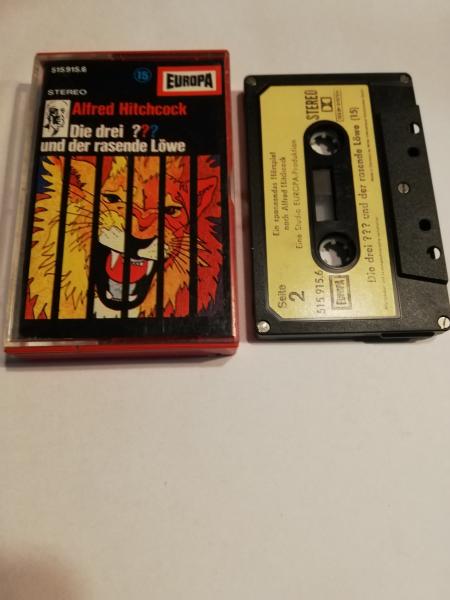 515 915.6
15
EUROPA
STEREO
Alfred Hitchcock
Die drei ???
und der rasende Löwe
Ein spannendes Hörspiel
nach Alfred Hitchcock
Eine Studio EUROPA-Produktion
STEREO
Seite
2
515 915.6
EUROPA
Die drei ??? und der rasende Löwe (15)